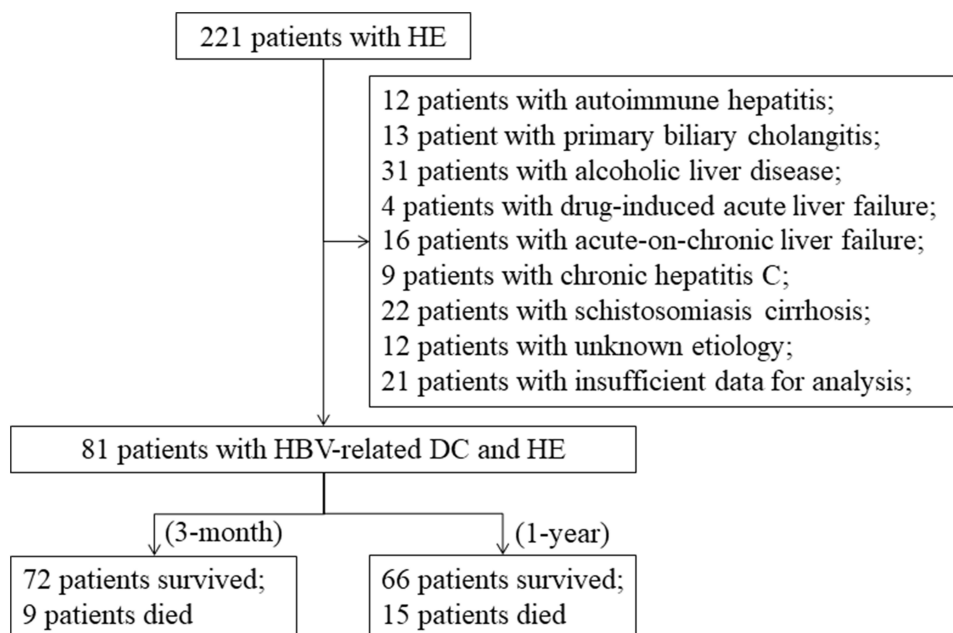 221 patients with HE
12 patients with autoimmune hepatitis;
13 patient with primary biliary cholangitis;
31 patients with alcoholic liver disease;
4 patients with drug-induced acute liver failure;
16 patients with acute-on-chronic liver failure;
9 patients with chronic hepatitis C;
22 patients with schistosomiasis cirrhosis;
12 patients with unknown etiology;
21 patients with insufficient data for analysis;
81 patients with HBV-related DC and HE
(3-month)
(1-year)
72 patients survived;
9 patients died
66 patients survived;
15 patients died